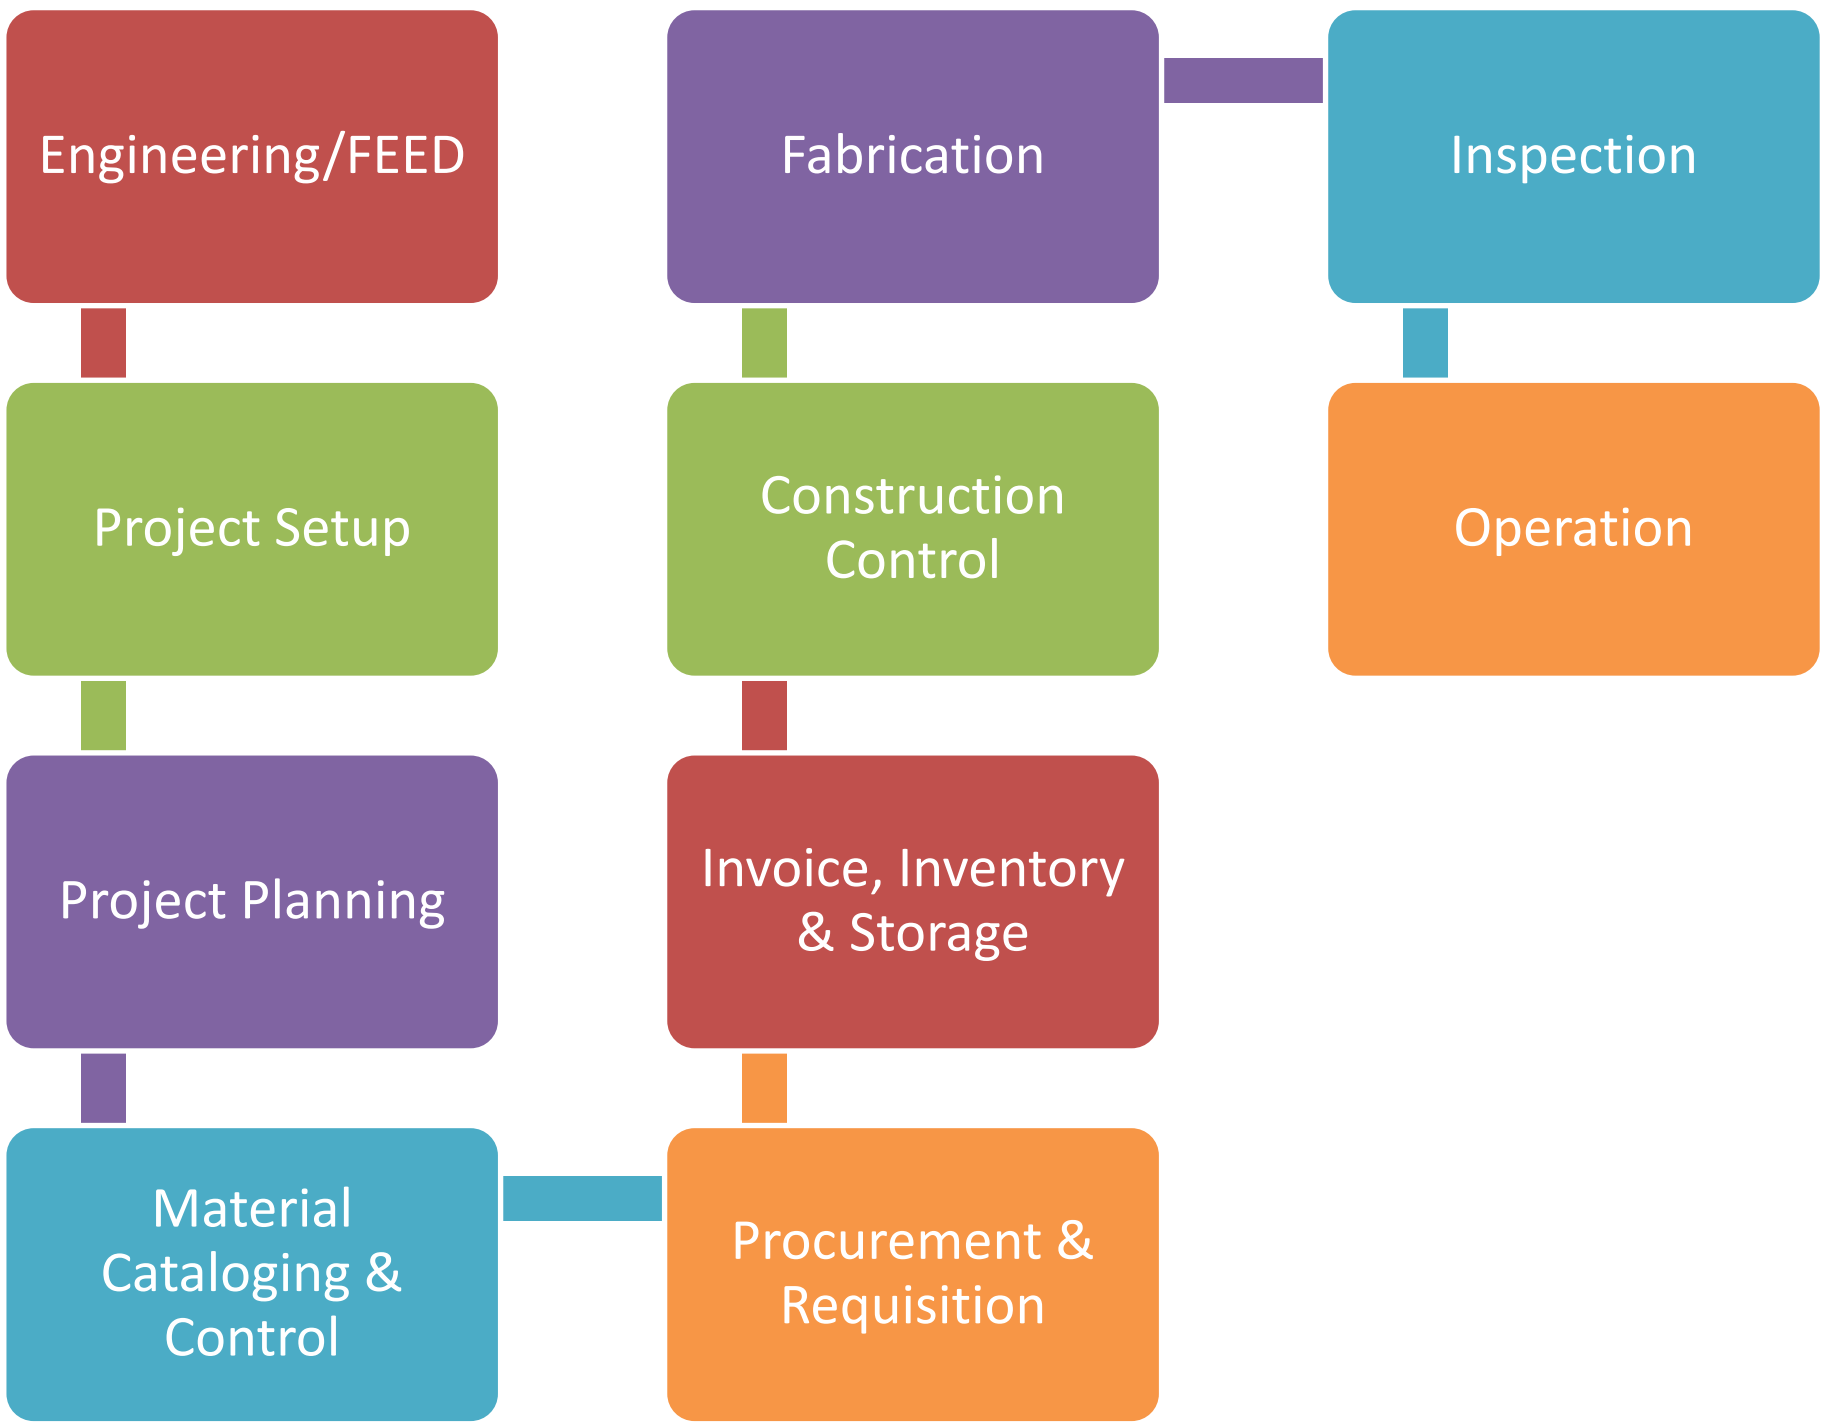 Engineering/FEED
Project Setup
Project Planning
Material
Cataloging &
Control
Procurement &
Requisition
Invoice, Inventory
& Storage
Construction
Control
Fabrication
Inspection
Operation